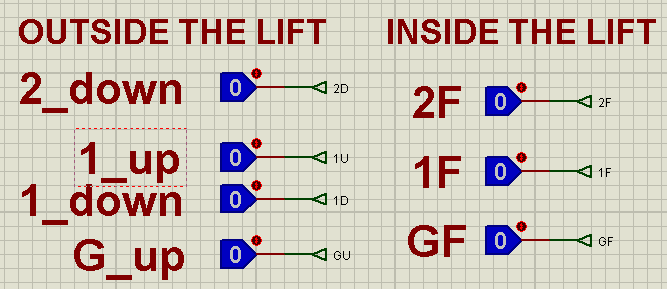 OUTSIDE THE LIFT
2_down 0 2D
1_up 0 1U
1_down 0 1D
G_up 0 GU
INSIDE THE LIFT
2F 0 2F
1F 0 1F
GF 0 GF